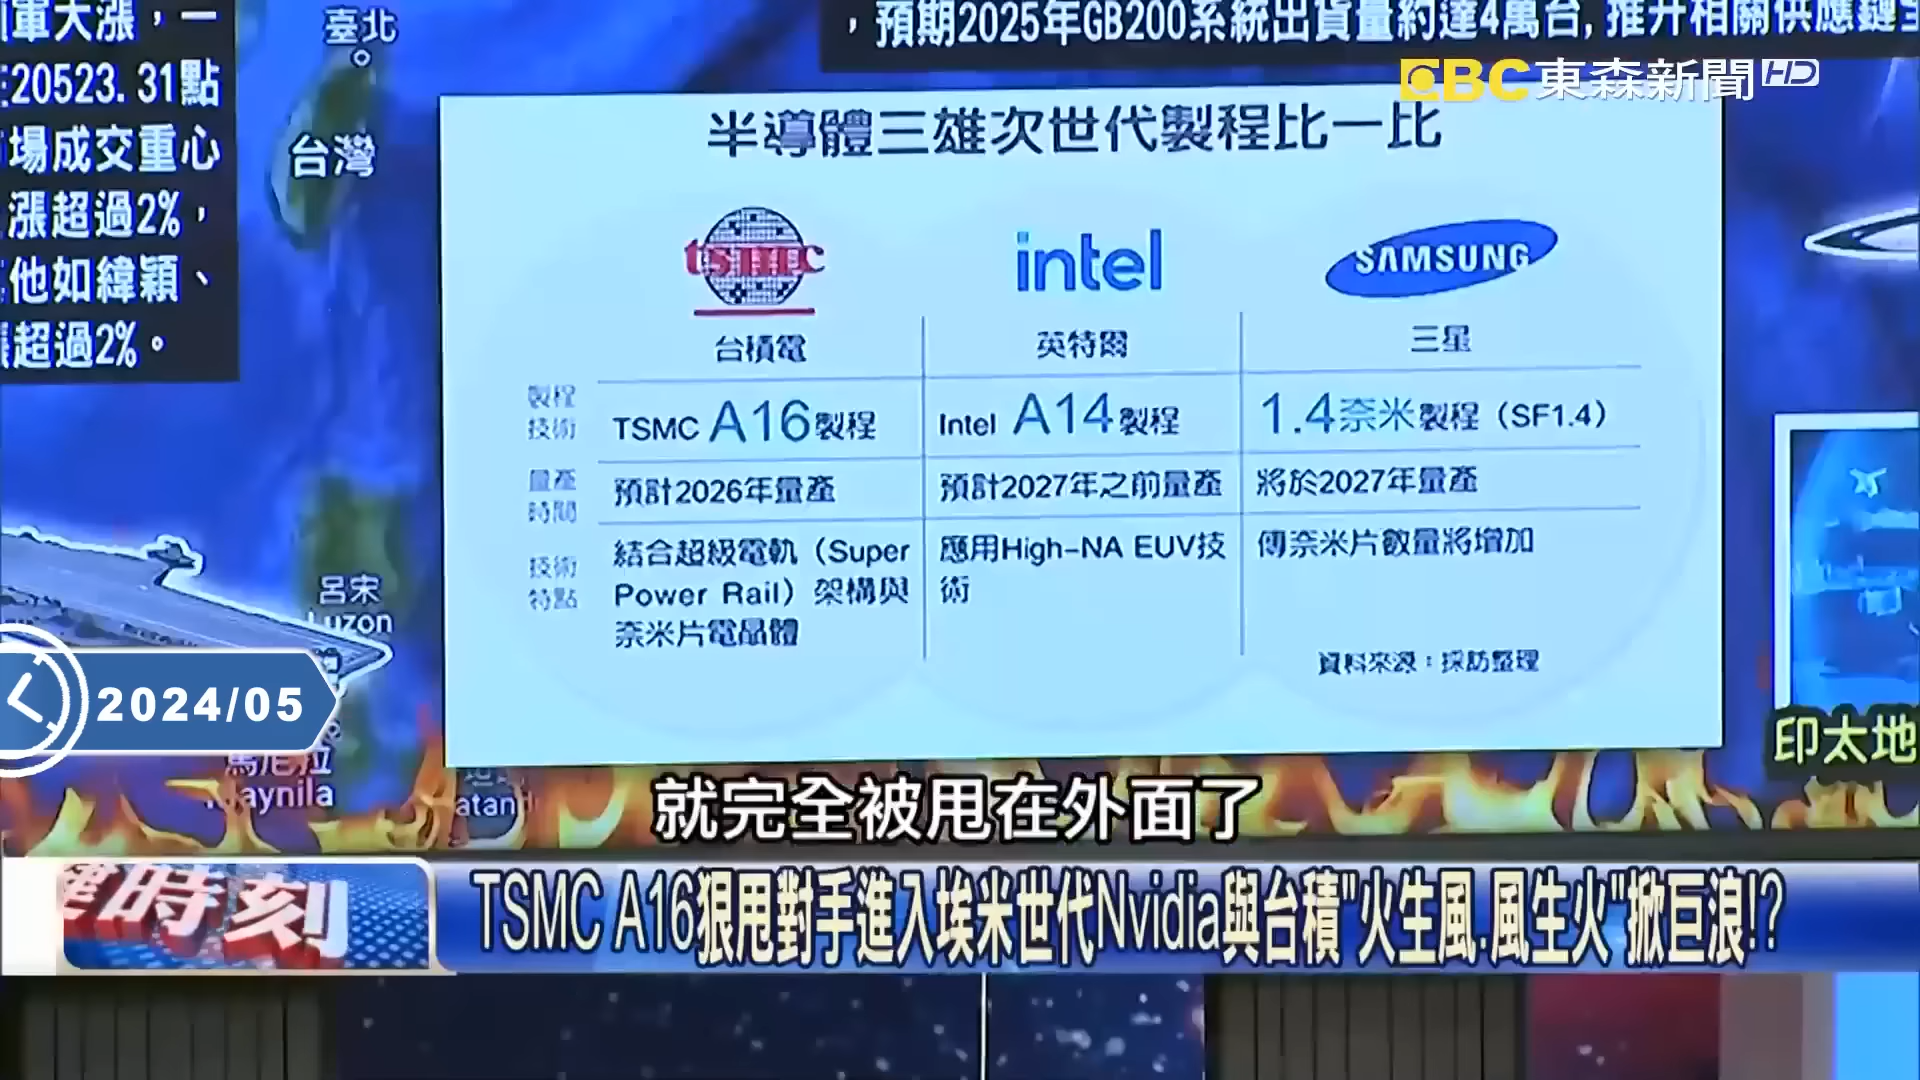 軍大漲，一
20523.31點
場成交重心
漲超過2%，
他如緯穎、
超過2%。
臺北
台灣
，預期2025年GB200系統出貨量約達4萬台,推升相關供應鏈
EBC東森新聞HD
半導體三雄次世代製程比一比
tsmc intel SAMSUNG
台積電 英特爾 三星
製程技術 TSMC A16製程 Intel A14製程 1.4奈米製程（SF1.4）
量產時間 預計2026年量產 預計2027年之前量產 將於2027年量產
技術特點 結合超級電軌（Super Power Rail）架構與奈米片電晶體 應用High-NA EUV技術 傳奈米片數量將增加
資料來源：採訪整理
呂宋
Luzon
2024/05
馬尼拉
aynila
atan
印太地
就完全被甩在外面了
時刻
TSMC A16狠甩對手進入埃米世代Nvidia與台積"火生風.風生火"掀巨浪!?